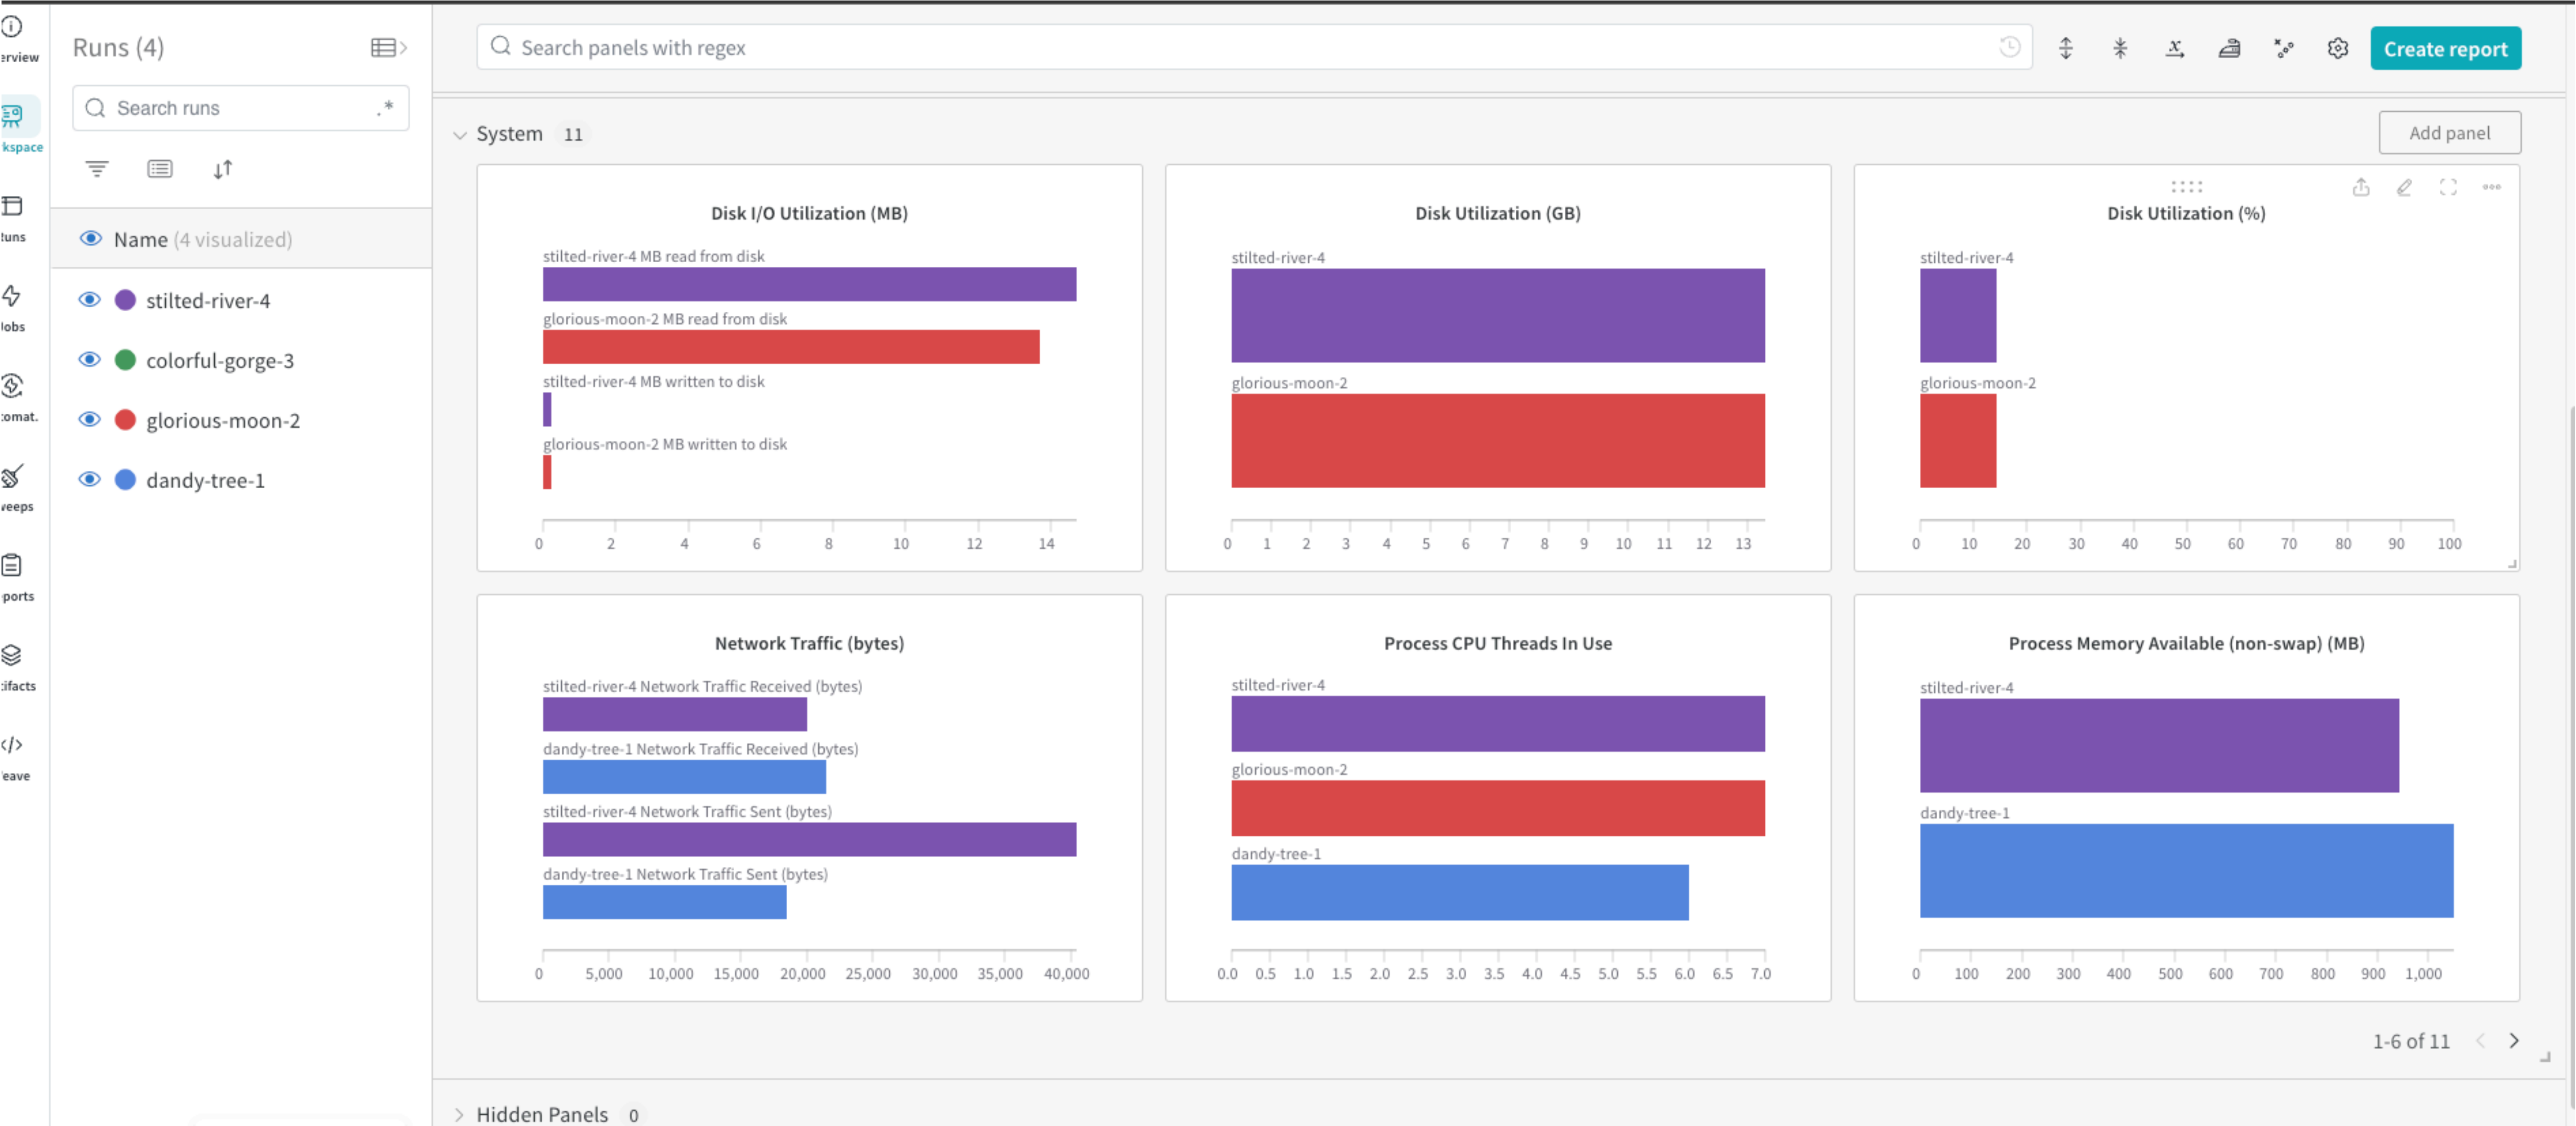 erview
kspace
Runs
Jobs
tomat.
weeps
ports
tifacts
eave
Runs (4)
Search runs
.*
Name (4 visualized)
stilted-river-4
colorful-gorge-3
glorious-moon-2
dandy-tree-1
Search panels with regex
Create report
System 11
Add panel
Disk I/O Utilization (MB)
stilted-river-4 MB read from disk
glorious-moon-2 MB read from disk
stilted-river-4 MB written to disk
glorious-moon-2 MB written to disk
0 2 4 6 8 10 12 14
Disk Utilization (GB)
stilted-river-4
glorious-moon-2
0 1 2 3 4 5 6 7 8 9 10 11 12 13
Disk Utilization (%)
stilted-river-4
glorious-moon-2
0 10 20 30 40 50 60 70 80 90 100
Network Traffic (bytes)
stilted-river-4 Network Traffic Received (bytes)
dandy-tree-1 Network Traffic Received (bytes)
stilted-river-4 Network Traffic Sent (bytes)
dandy-tree-1 Network Traffic Sent (bytes)
0 5,000 10,000 15,000 20,000 25,000 30,000 35,000 40,000
Process CPU Threads In Use
stilted-river-4
glorious-moon-2
dandy-tree-1
0.0 0.5 1.0 1.5 2.0 2.5 3.0 3.5 4.0 4.5 5.0 5.5 6.0 6.5 7.0
Process Memory Available (non-swap) (MB)
stilted-river-4
dandy-tree-1
0 100 200 300 400 500 600 700 800 900 1,000
1-6 of 11
Hidden Panels 0